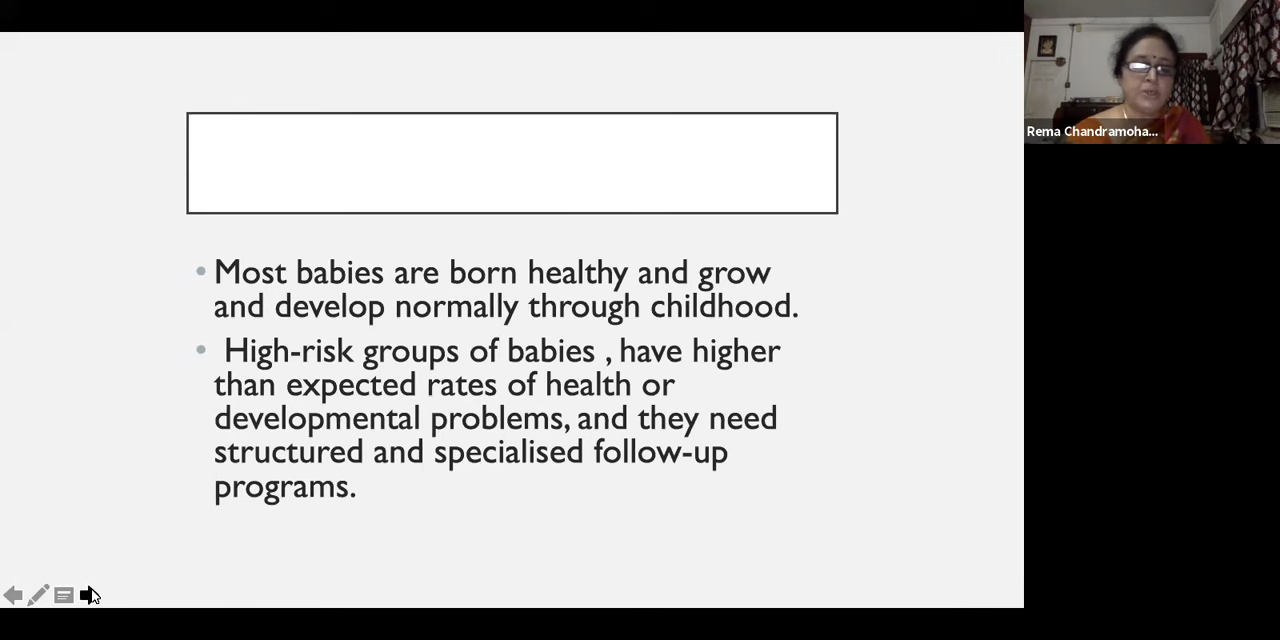 Most babies are born healthy and grow
and develop normally through childhood.
High-risk groups of babies , have higher
than expected rates of health or
developmental problems, and they need
structured and specialised follow-up
programs.
Rema Chandramoha...